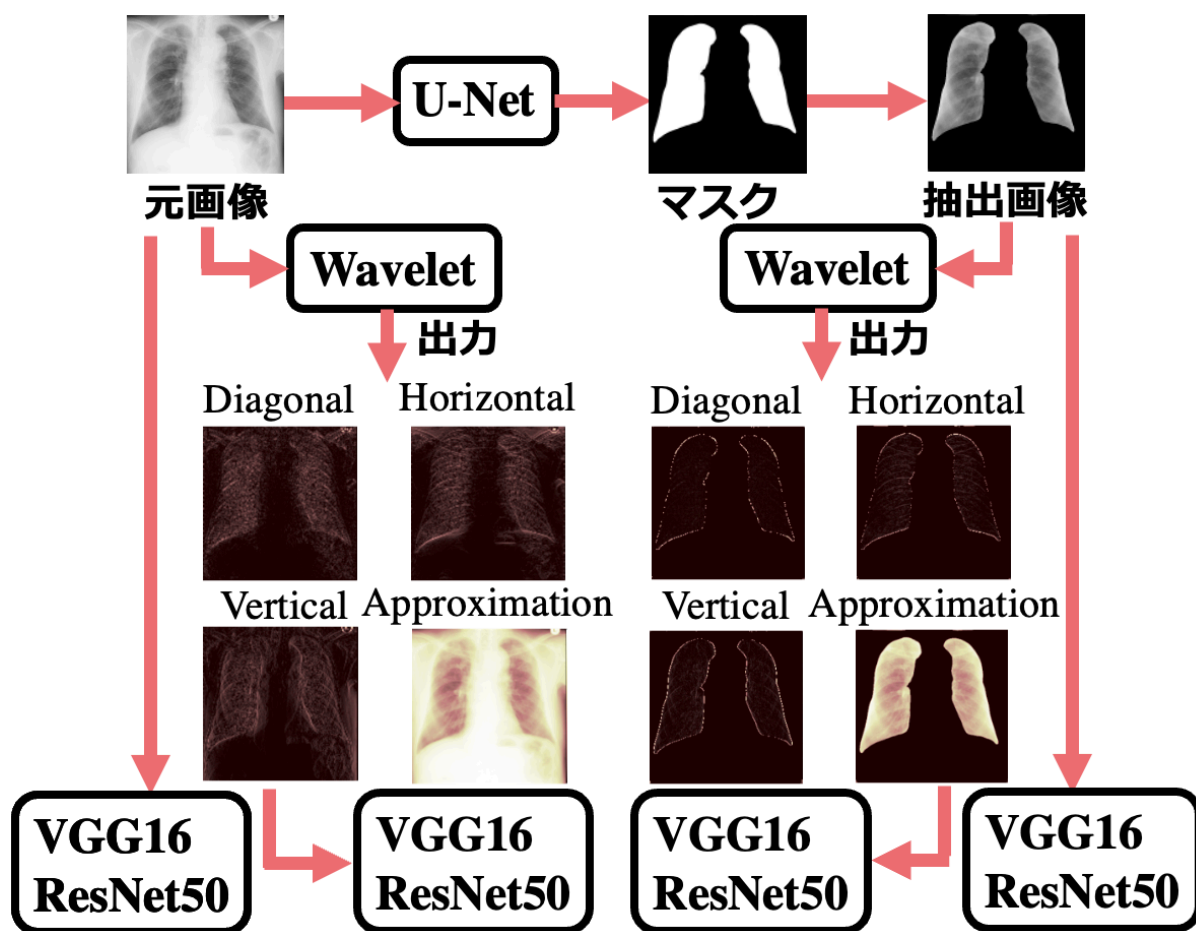 U-Net
元画像
マスク
抽出画像
Wavelet
Wavelet
出力
出力
Diagonal
Horizontal
Diagonal
Horizontal
Vertical
Approximation
Vertical
Approximation
VGG16
ResNet50
VGG16
ResNet50
VGG16
ResNet50
VGG16
ResNet50